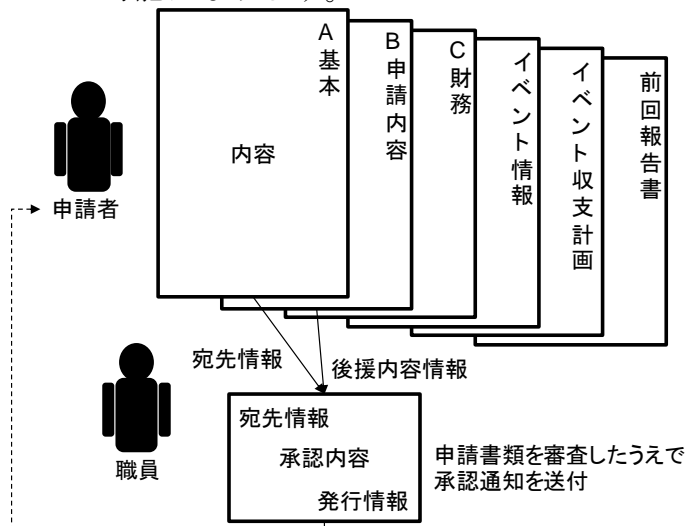 A基本
B申請内容
C財務
イベント情報
イベント収支計画
前回報告書
内容
申請者
宛先情報
後援内容情報
職員
宛先情報
承認内容
発行情報
申請書類を審査したうえで
承認通知を送付